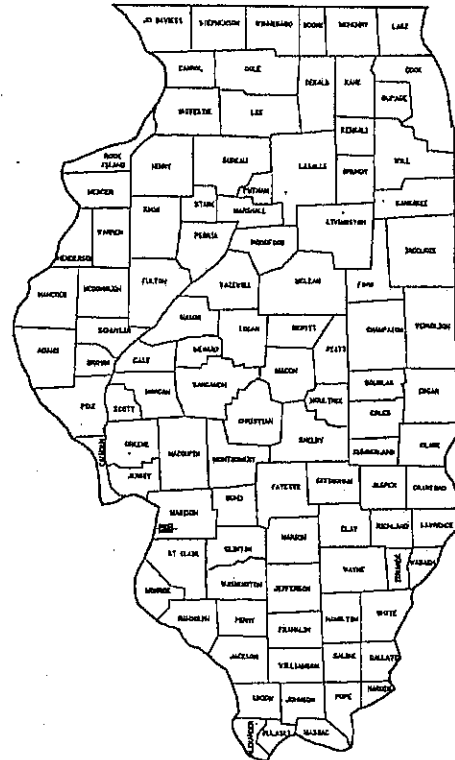 JO DAVIESS
STEPHENSON
WINNEBAGO
BOONE
MCHENRY
LAKE
CARROLL
OGLE
DEKALB
KANE
COOK
DUPAGE
WHITESIDE
LEE
KENDALL
WILL
ROCK
ISLAND
HENRY
BUREAU
LASALLE
GRUNDY
PUTNAM
KANKAKEE
MERCER
KNOX
STARK
MARSHALL
LIVINGSTON
WARREN
PEORIA
WOODFORD
IROQUOIS
HENDERSON
HANCOCK
MCDONOUGH
FULTON
TAZEWELL
MCLEAN
FORD
MASON
SCHUYLER
LOGAN
DEWITT
CHAMPAIGN
VERMILION
ADAMS
BROWN
CASS
MENARD
PIATT
MACON
MORGAN
SANGAMON
DOUGLAS
EDGAR
PIKE
SCOTT
CHRISTIAN
MOULTRIE
COLES
SHELBY
GREENE
MACOUPIN
MONTGOMERY
CUMBERLAND
CLARK
CALHOUN
JERSEY
FAYETTE
EFFINGHAM
JASPER
CRAWFORD
BOND
MADISON
CLAY
RICHLAND
LAWRENCE
MARION
ST CLAIR
CLINTON
WAYNE
EDWARDS
WABASH
WASHINGTON
JEFFERSON
MONROE
RANDOLPH
PERRY
HAMILTON
WHITE
FRANKLIN
JACKSON
SALINE
GALLATIN
WILLIAMSON
HARDIN
UNION
JOHNSON
POPE
ALEXANDER
PULASKI
MASSAC